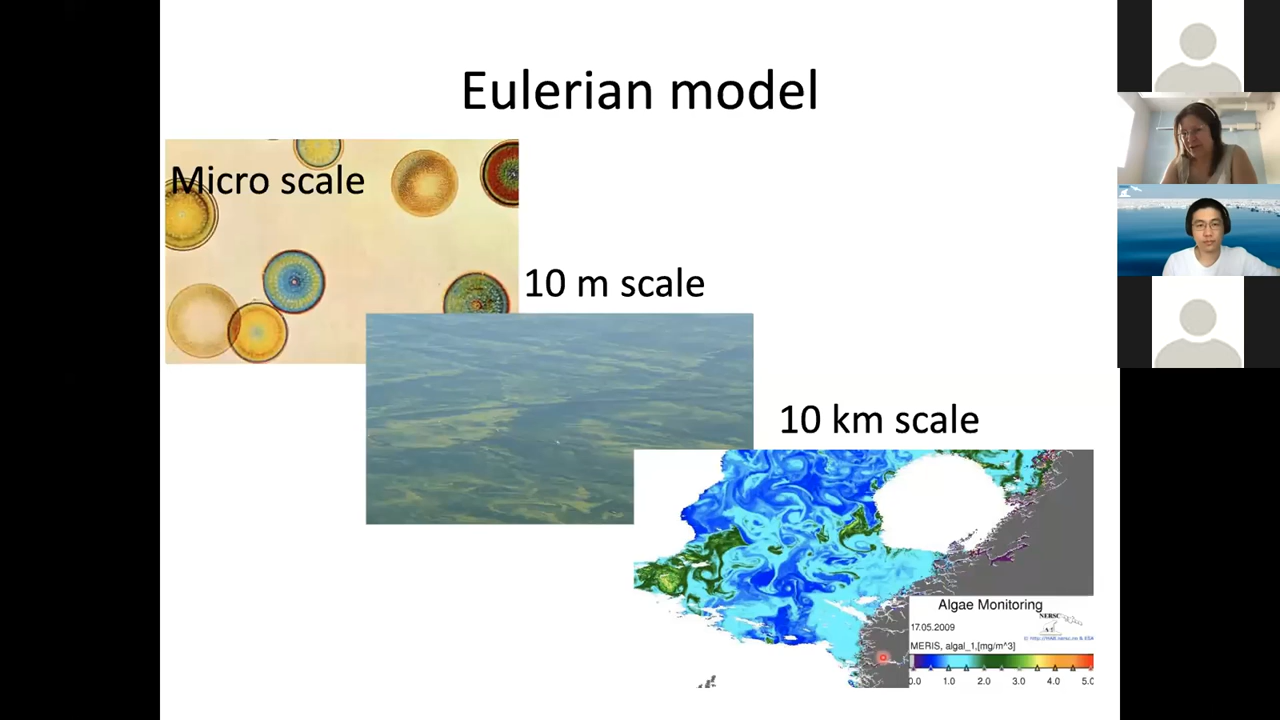 Eulerian model
Micro scale
10 m scale
10 km scale
Algae Monitoring
NERSC
17.05.2009
MERIS, algal_1,[mg/m^3]
0.0 1.0 2.0 3.0 4.0 5.0